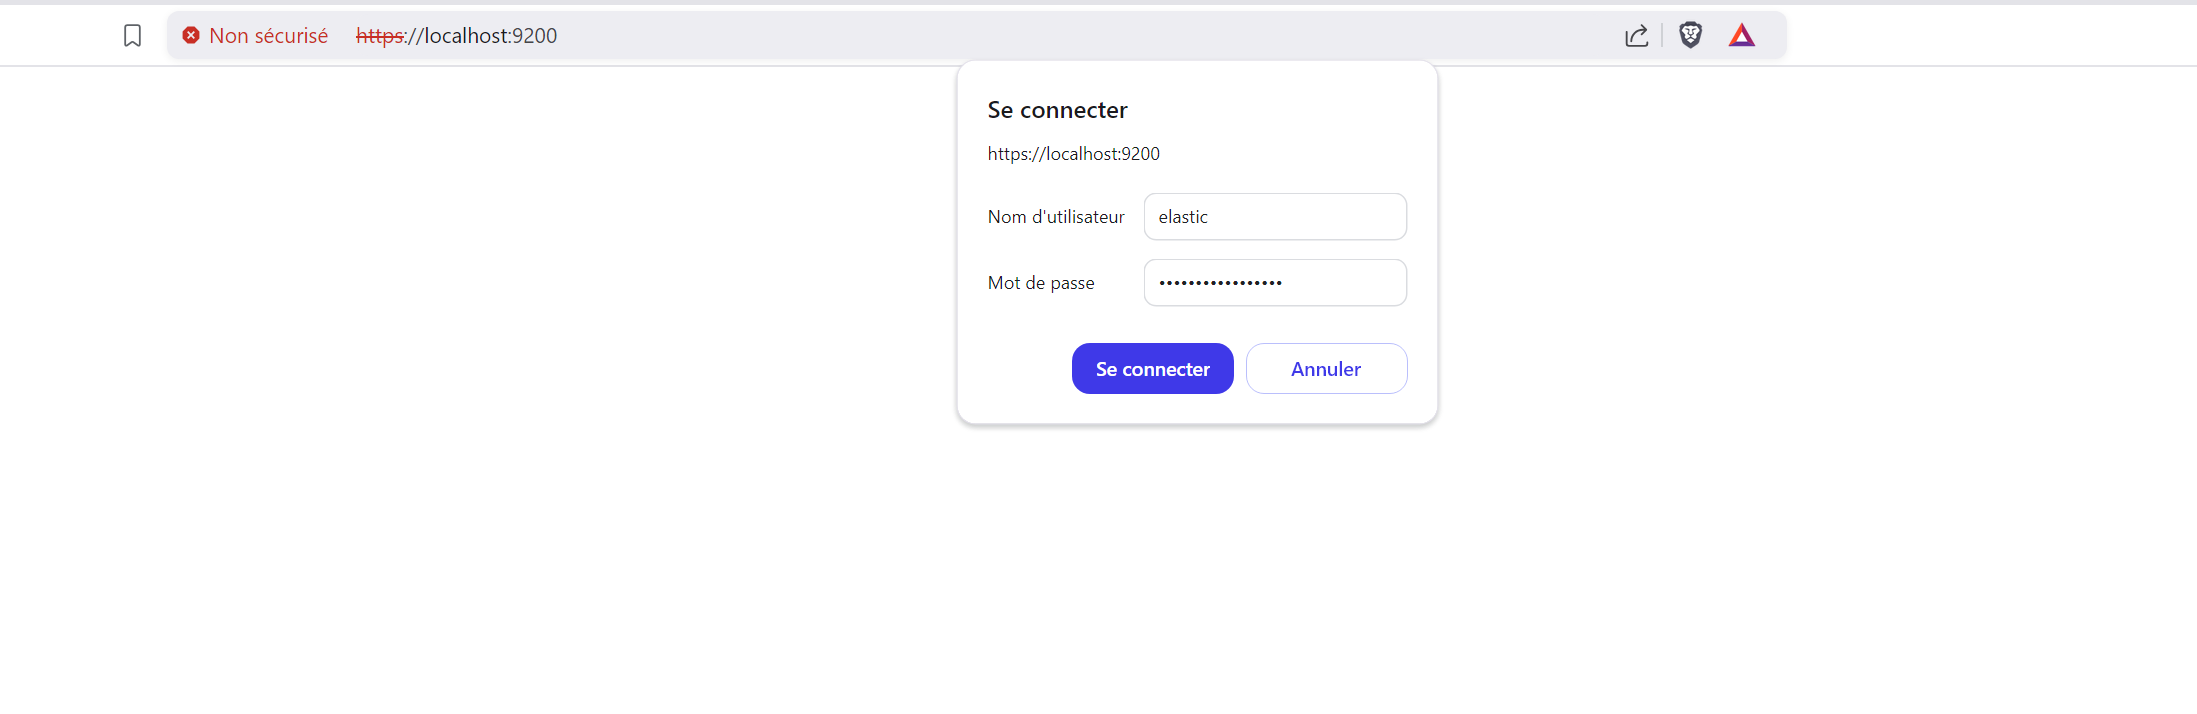 Non sécurisé https://localhost:9200
Se connecter
https://localhost:9200
Nom d'utilisateur elastic
Mot de passe •••••••••••••••••
Se connecter Annuler